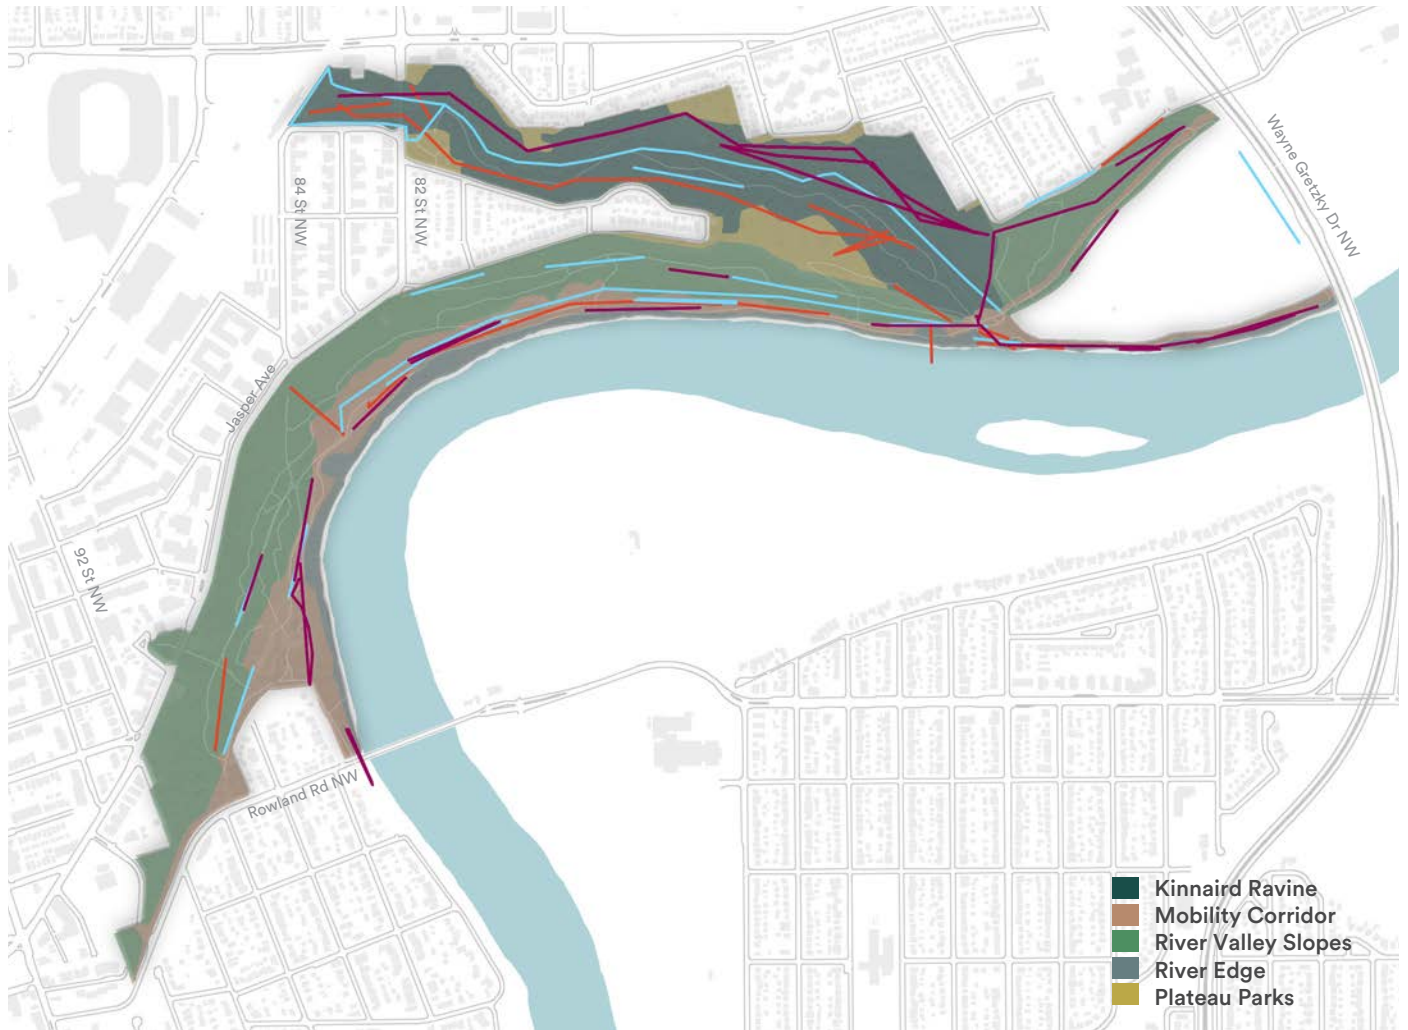 Wayne Gretzky Dr NW
84 St NW
82 St NW
Jasper Ave
92 St NW
Rowland Rd NW
Kinnaird Ravine
Mobility Corridor
River Valley Slopes
River Edge
Plateau Parks